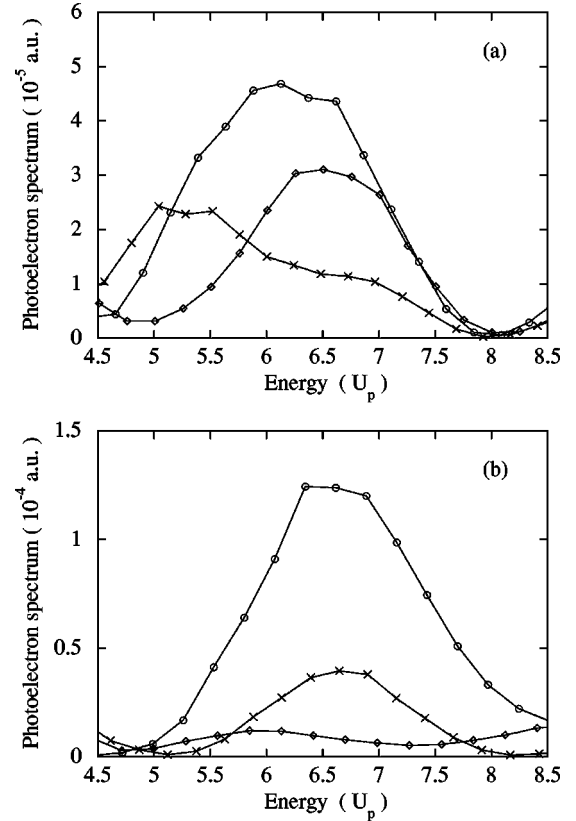 Photoelectron spectrum ( 10^-5 a.u. )
6
5
4
3
2
1
0
(a)
4.5 5 5.5 6 6.5 7 7.5 8 8.5
Energy ( U_p )
Photoelectron spectrum ( 10^-4 a.u. )
1.5
1
0.5
0
(b)
4.5 5 5.5 6 6.5 7 7.5 8 8.5
Energy ( U_p )